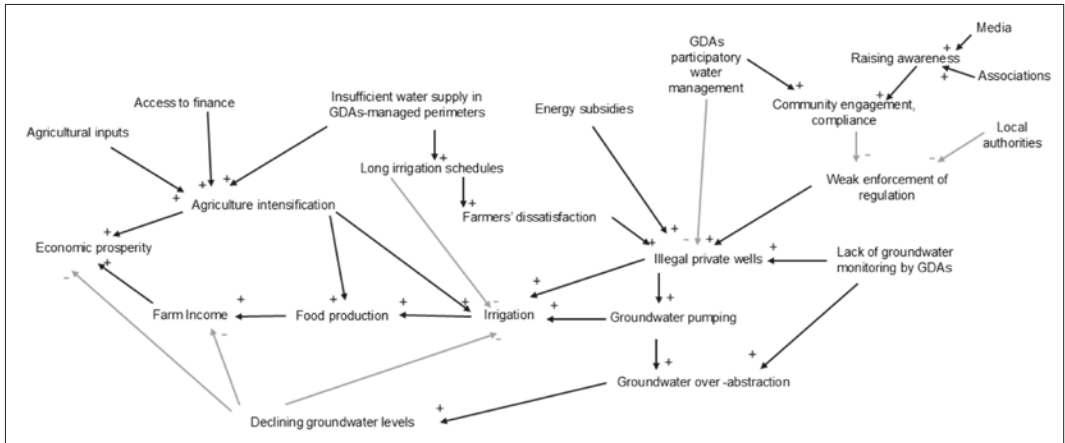 Media
GDAs
participatory
water
management
Raising awareness
+
+
Associations
Access to finance
Insufficient water supply in
GDAs-managed perimeters
Energy subsidies
+
+
Community engagement,
compliance
Agricultural inputs
Local
authorities
+
Long irrigation schedules
-
-
+
+
+
Weak enforcement of
regulation
Agriculture intensification
+
Farmers' dissatisfaction
+
Economic prosperity
-
+
+
+
-
+
Illegal private wells
+
Lack of groundwater
monitoring by GDAs
+
Farm Income
+
-
+
Food production
+
+
-
Irrigation
-
+
+
Groundwater pumping
+
+
+
Groundwater over -abstraction
Declining groundwater levels
+